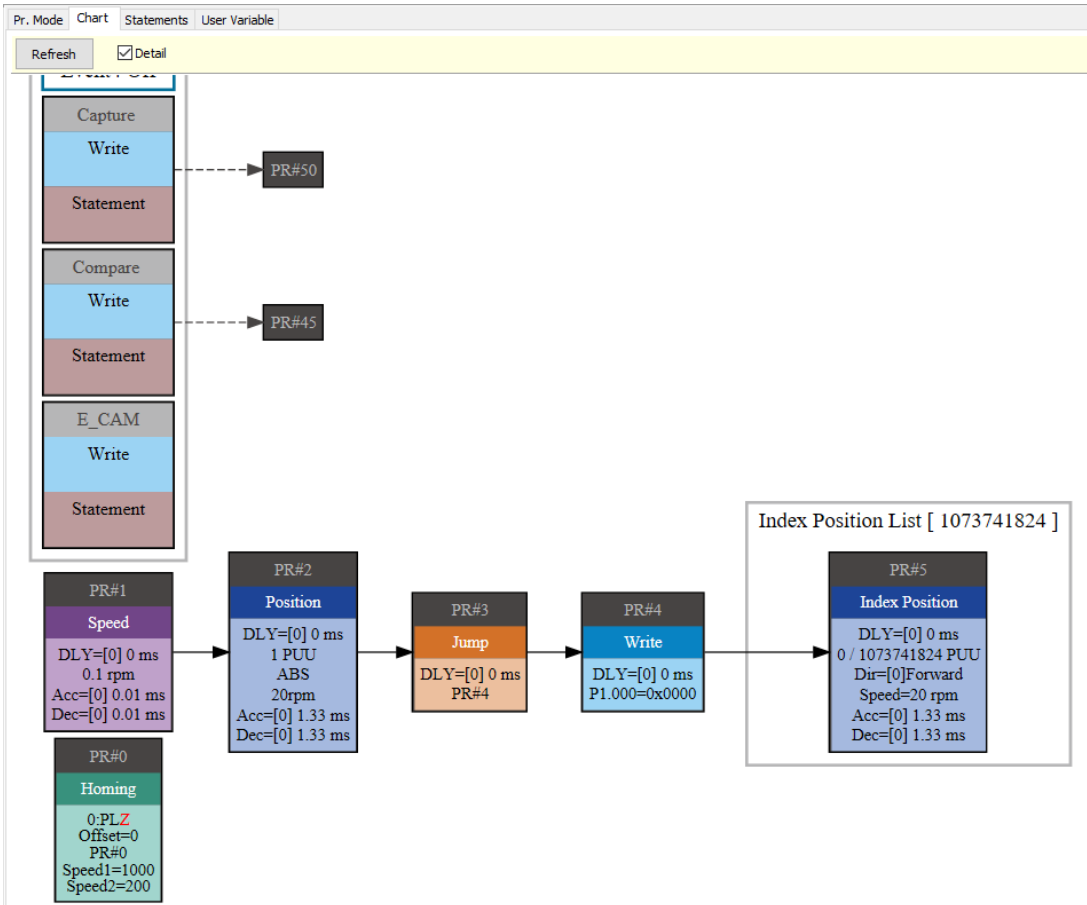 Pr. Mode Chart Statements User Variable
Refresh Detail
Event : Off
Capture
Write
Statement
PR#50
Compare
Write
Statement
PR#45
E_CAM
Write
Statement
PR#1
Speed
DLY=[0] 0 ms
0.1 rpm
Acc=[0] 0.01 ms
Dec=[0] 0.01 ms
PR#2
Position
DLY=[0] 0 ms
1 PUU
ABS
20rpm
Acc=[0] 1.33 ms
Dec=[0] 1.33 ms
PR#3
Jump
DLY=[0] 0 ms
PR#4
PR#4
Write
DLY=[0] 0 ms
P1.000=0x0000
Index Position List [ 1073741824 ]
PR#5
Index Position
DLY=[0] 0 ms
0 / 1073741824 PUU
Dir=[0]Forward
Speed=20 rpm
Acc=[0] 1.33 ms
Dec=[0] 1.33 ms
PR#0
Homing
0:PLZ
Offset=0
PR#0
Speed1=1000
Speed2=200